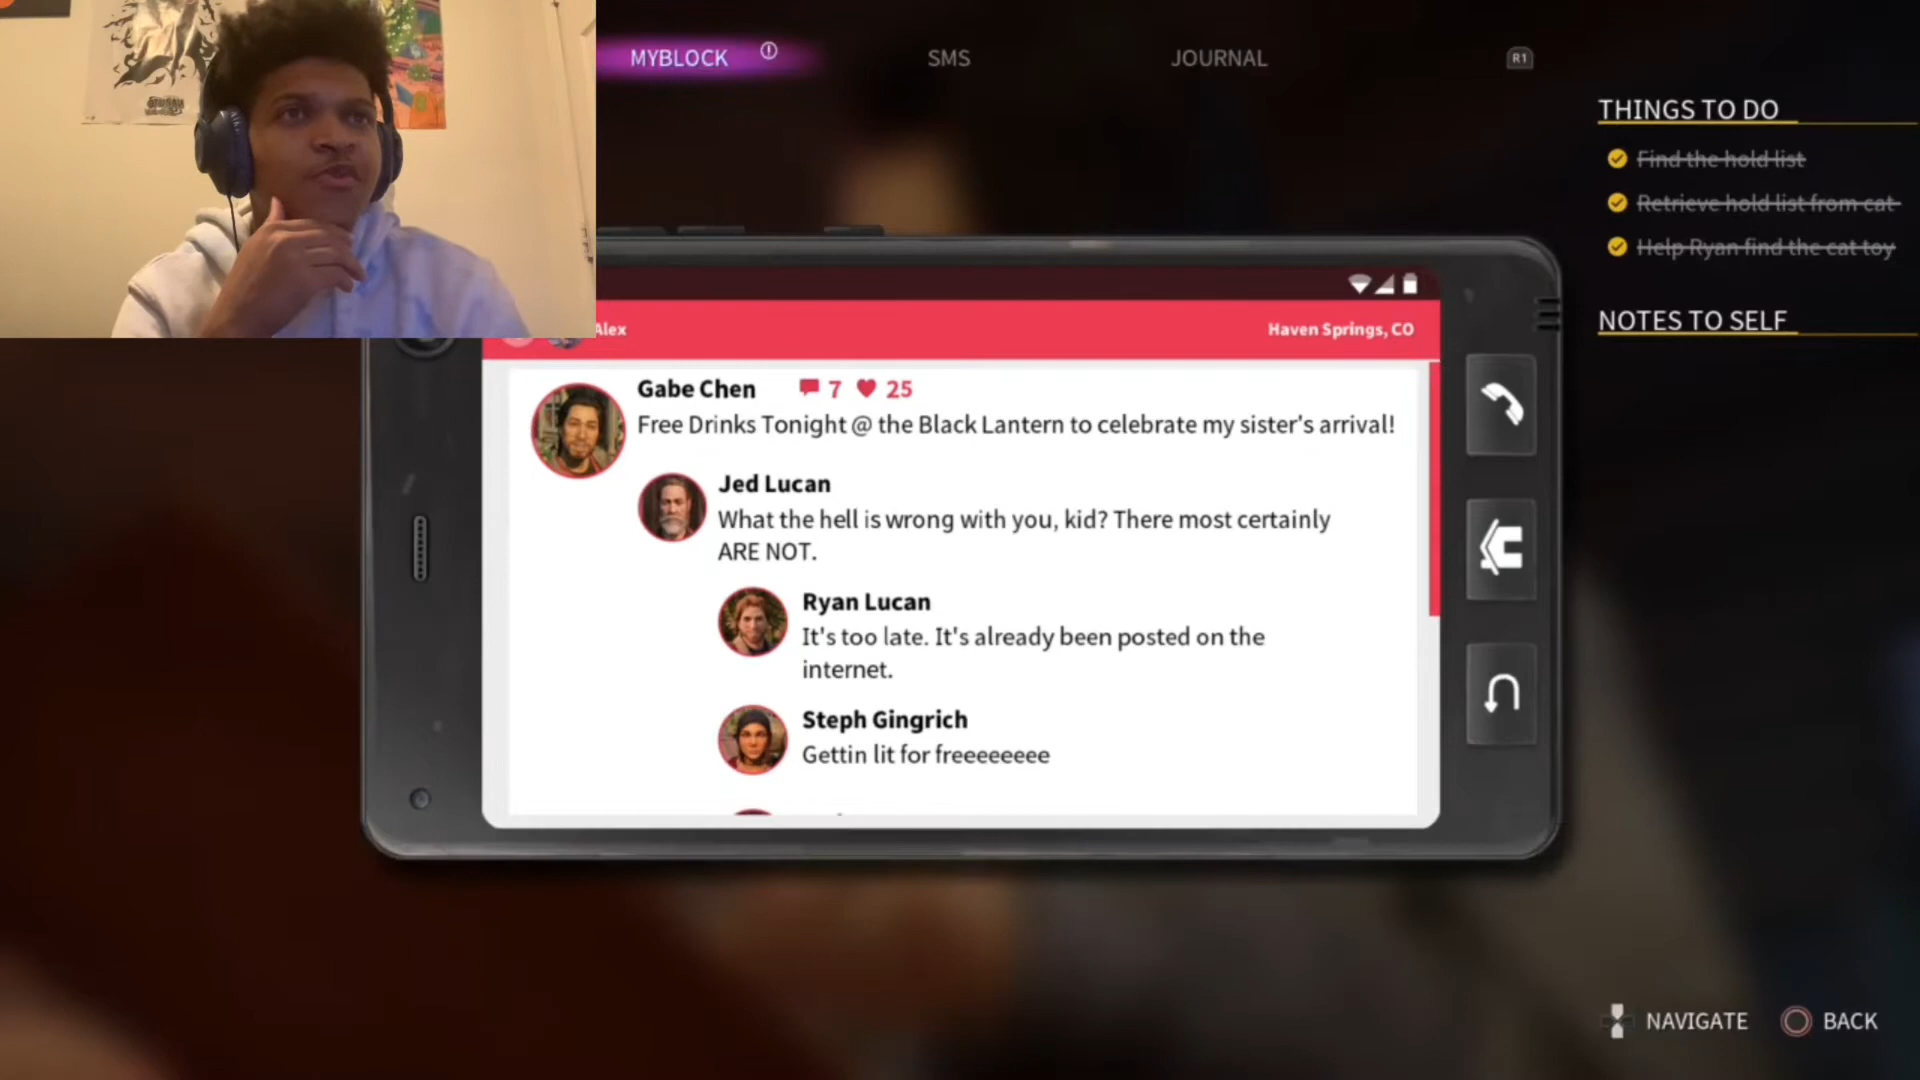 MYBLOCK
SMS
JOURNAL
R1
THINGS TO DO
Find the hold list
Retrieve hold list from cat
Help Ryan find the cat toy
NOTES TO SELF
Alex
Haven Springs, CO
Gabe Chen 7 25
Free Drinks Tonight @ the Black Lantern to celebrate my sister's arrival!
Jed Lucan
What the hell is wrong with you, kid? There most certainly
ARE NOT.
Ryan Lucan
It's too late. It's already been posted on the
internet.
Steph Gingrich
Gettin lit for freeeeeeee
NAVIGATE
BACK